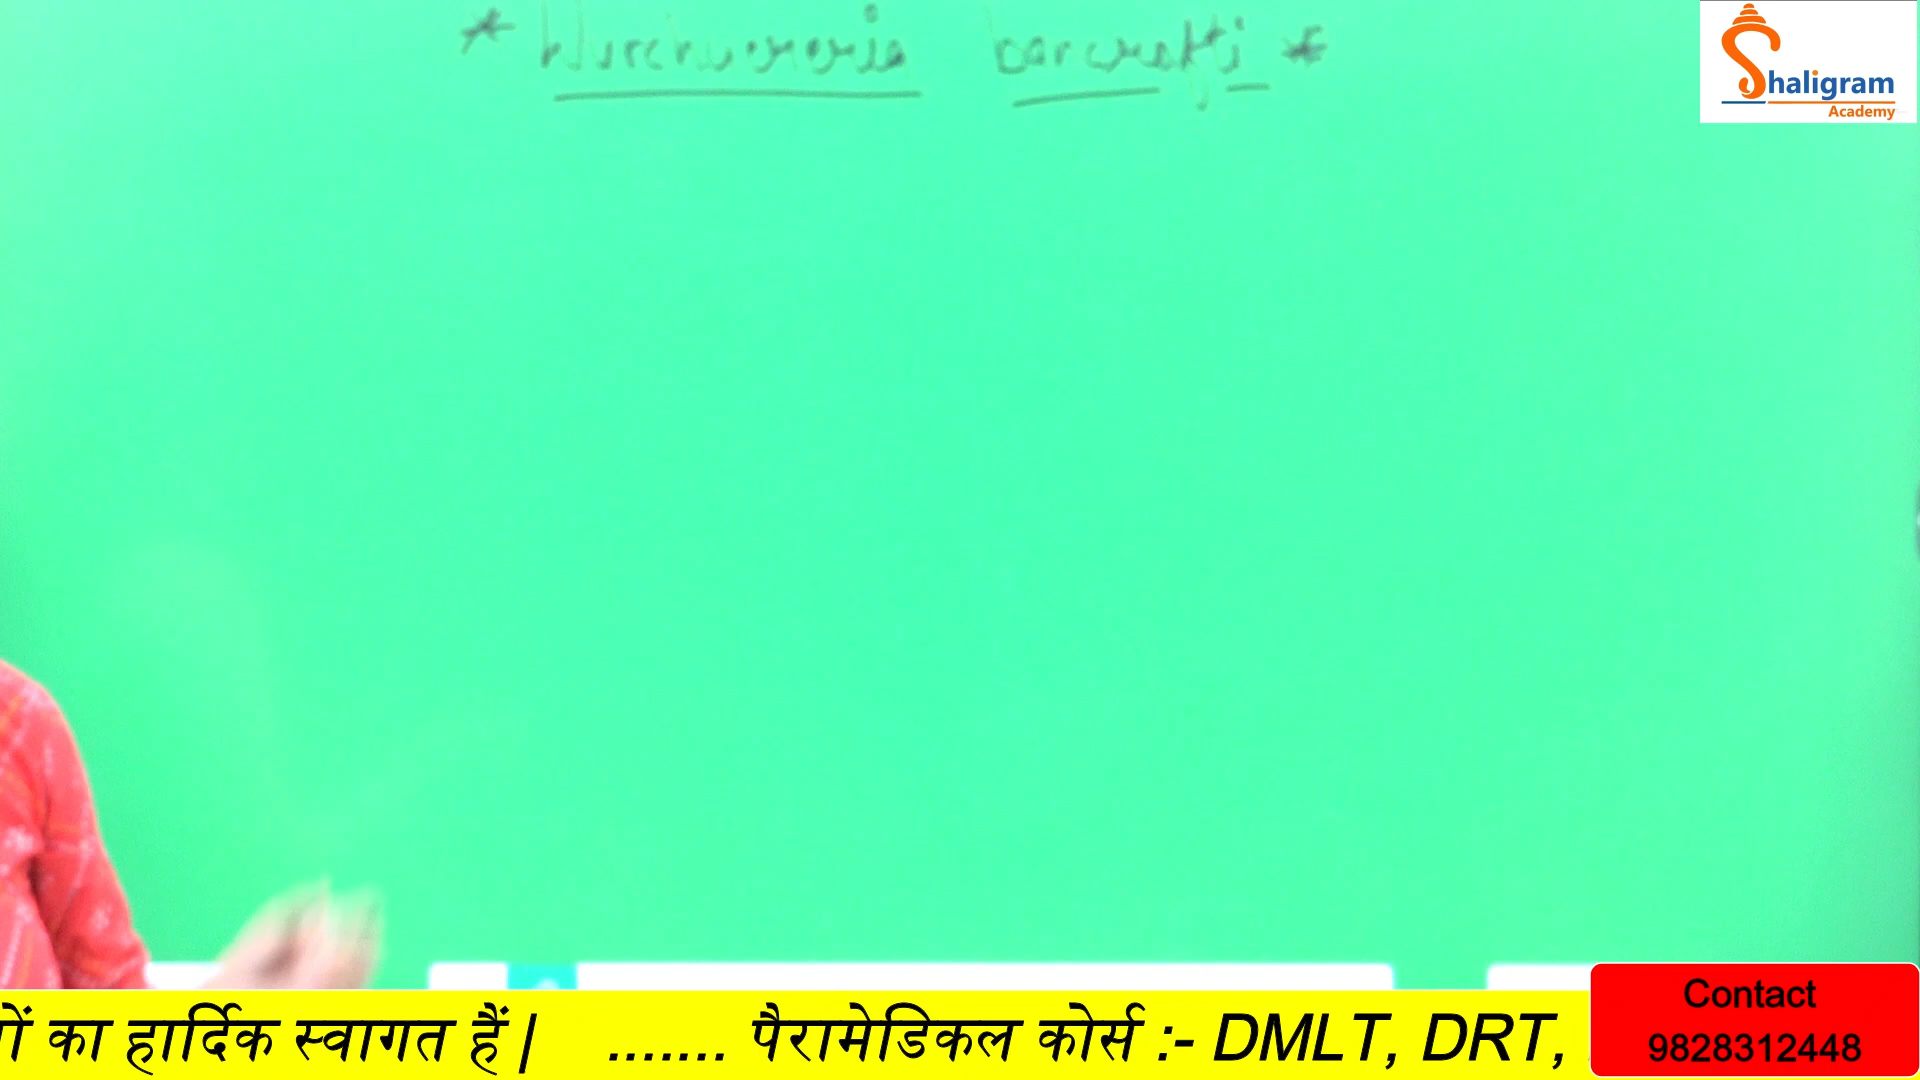 * Wuchereria bancrofti *
Shaligram
Academy
ों का हार्दिक स्वागत हैं | ....... पैरामेडिकल कोर्स :- DMLT, DRT,
Contact
9828312448